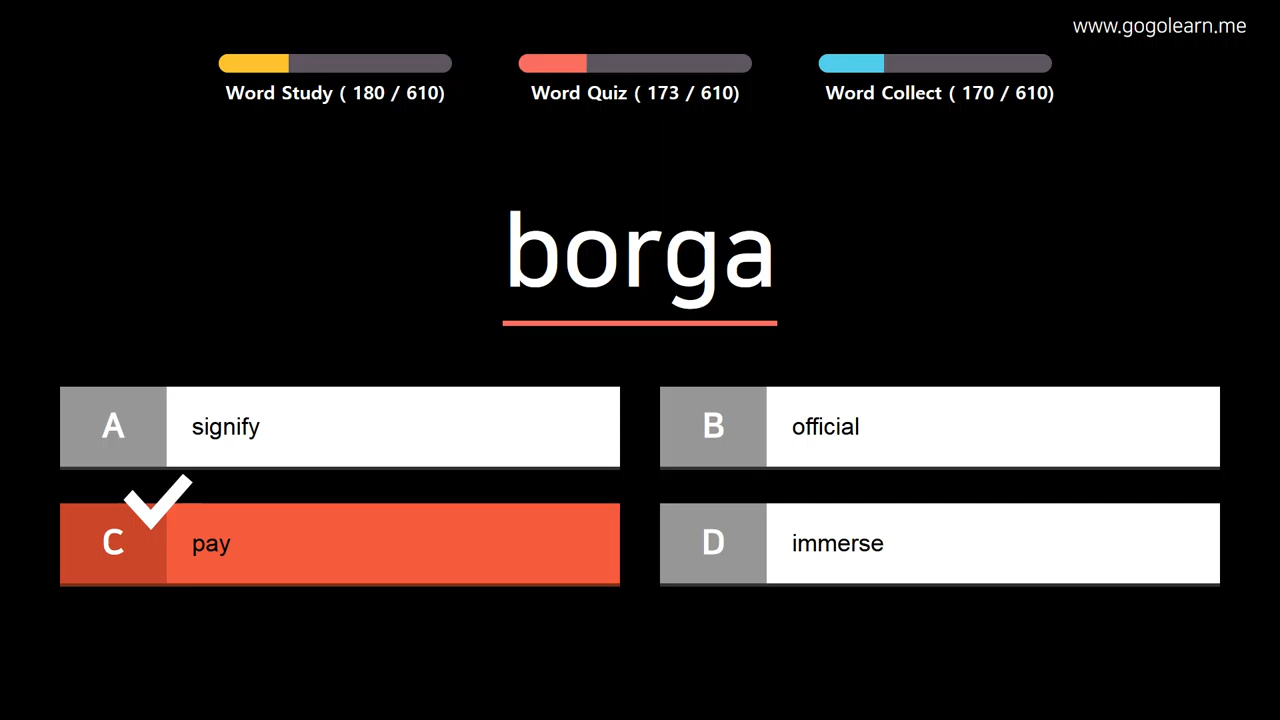 www.gogolearn.me
Word Study ( 180 / 610)
Word Quiz ( 173 / 610)
Word Collect ( 170 / 610)
borga
A signify
B official
C pay
D immerse